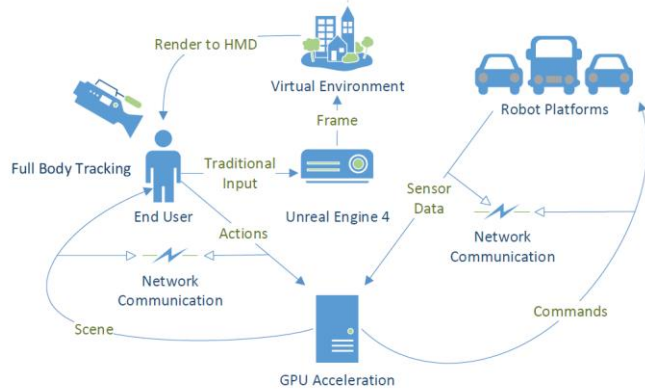 Render to HMD
Virtual Environment
Robot Platforms
Frame
Full Body Tracking
Traditional
Input
End User
Unreal Engine 4
Sensor
Data
Actions
Network
Communication
Network
Communication
Scene
Commands
GPU Acceleration